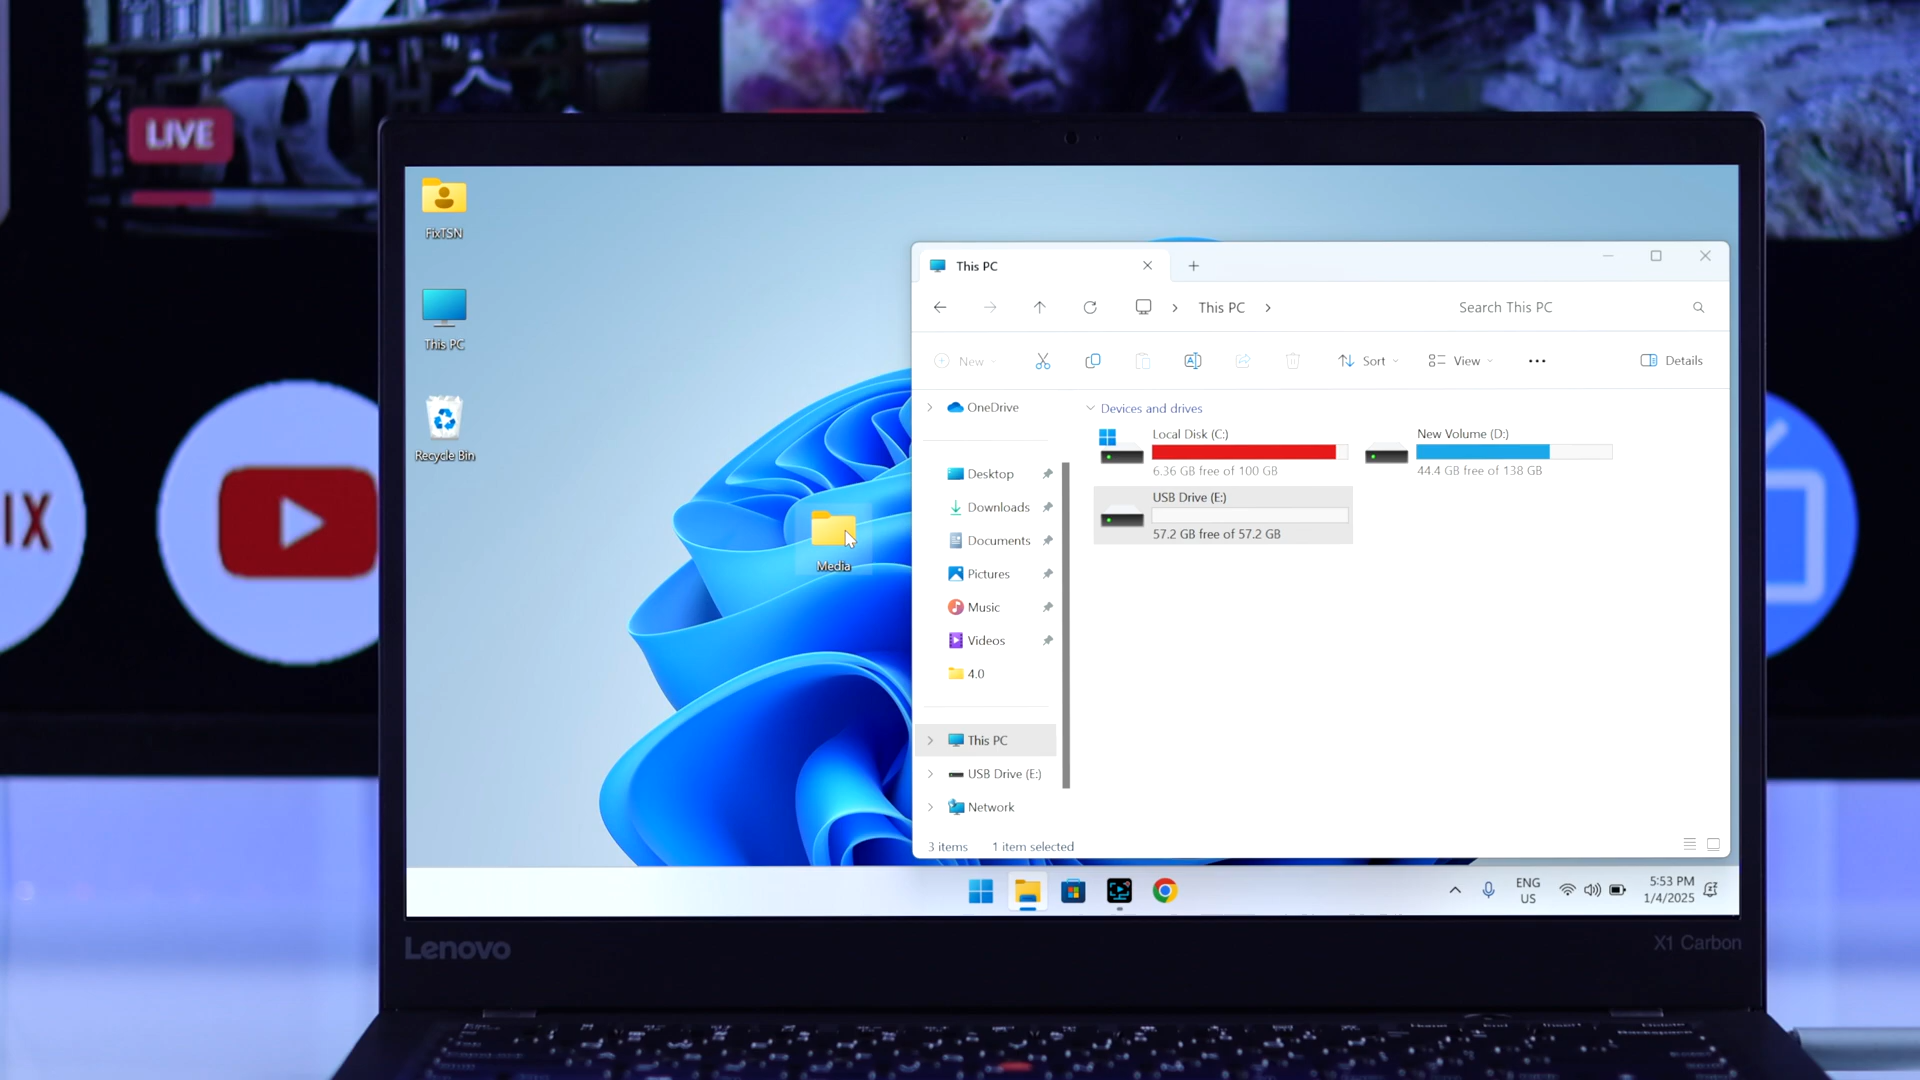 LIVE
IX
FixTSN
This PC
Recycle Bin
Media
This PC
This PC
Search This PC
New
Sort
View
Details
OneDrive
Desktop
Downloads
Documents
Pictures
Music
Videos
4.0
This PC
USB Drive (E:)
Network
Devices and drives
Local Disk (C:)
6.36 GB free of 100 GB
New Volume (D:)
44.4 GB free of 138 GB
USB Drive (E:)
57.2 GB free of 57.2 GB
3 items 1 item selected
ENG
US
5:53 PM
1/4/2025
Lenovo
X1 Carbon